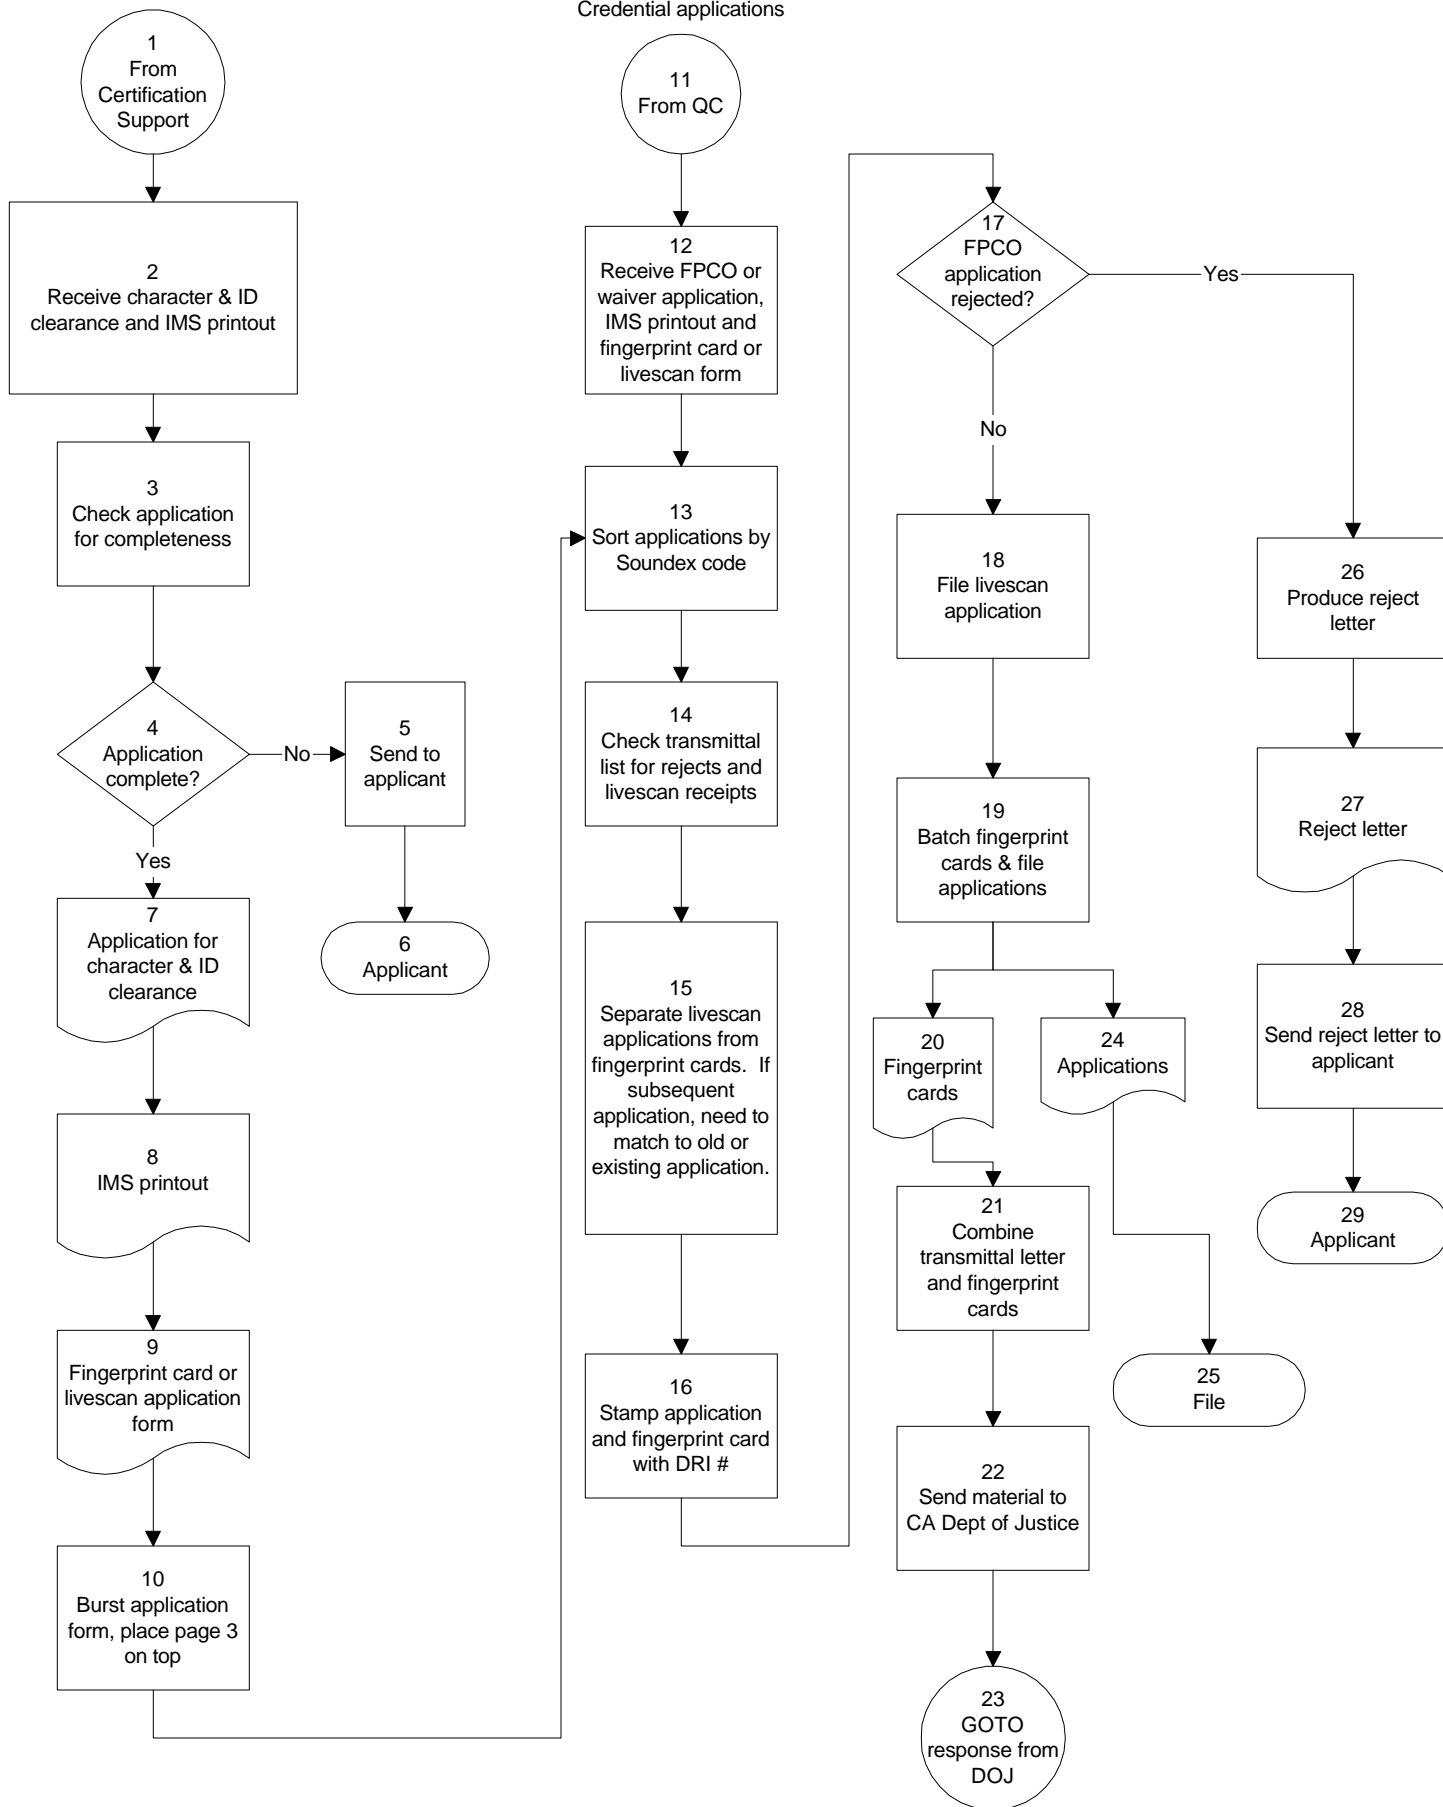 Credential applications
1
From
Certification
Support
2
Receive character & ID
clearance and IMS printout
3
Check application
for completeness
4
Application
complete?
No
5
Send to
applicant
6
Applicant
Yes
7
Application for
character & ID
clearance
8
IMS printout
9
Fingerprint card or
livescan application
form
10
Burst application
form, place page 3
on top
11
From QC
12
Receive FPCO or
waiver application,
IMS printout and
fingerprint card or
livescan form
13
Sort applications by
Soundex code
14
Check transmittal
list for rejects and
livescan receipts
15
Separate livescan
applications from
fingerprint cards.  If
subsequent
application, need to
match to old or
existing application.
16
Stamp application
and fingerprint card
with DRI #
17
FPCO
application
rejected?
Yes
No
18
File livescan
application
19
Batch fingerprint
cards & file
applications
20
Fingerprint
cards
21
Combine
transmittal letter
and fingerprint
cards
22
Send material to
CA Dept of Justice
23
GOTO
response from
DOJ
24
Applications
25
File
26
Produce reject
letter
27
Reject letter
28
Send reject letter to
applicant
29
Applicant